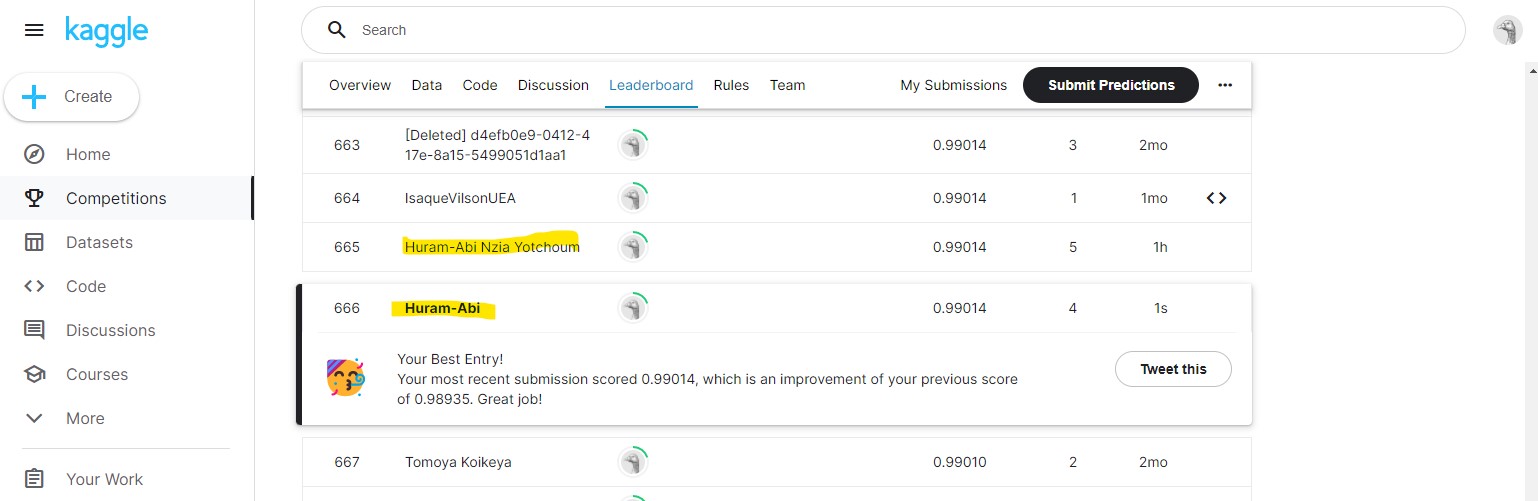 kaggle
Search
Create
Home
Competitions
Datasets
Code
Discussions
Courses
More
Your Work
Overview Data Code Discussion Leaderboard Rules Team My Submissions Submit Predictions
663 [Deleted] d4efb0e9-0412-4 0.99014 3 2mo
17e-8a15-5499051d1aa1
664 IsaqueVilsonUEA 0.99014 1 1mo
665 Huram-Abi Nzia Yotchoum 0.99014 5 1h
666 Huram-Abi 0.99014 4 1s
Your Best Entry!
Your most recent submission scored 0.99014, which is an improvement of your previous score
of 0.98935. Great job!
Tweet this
667 Tomoya Koikeya 0.99010 2 2mo